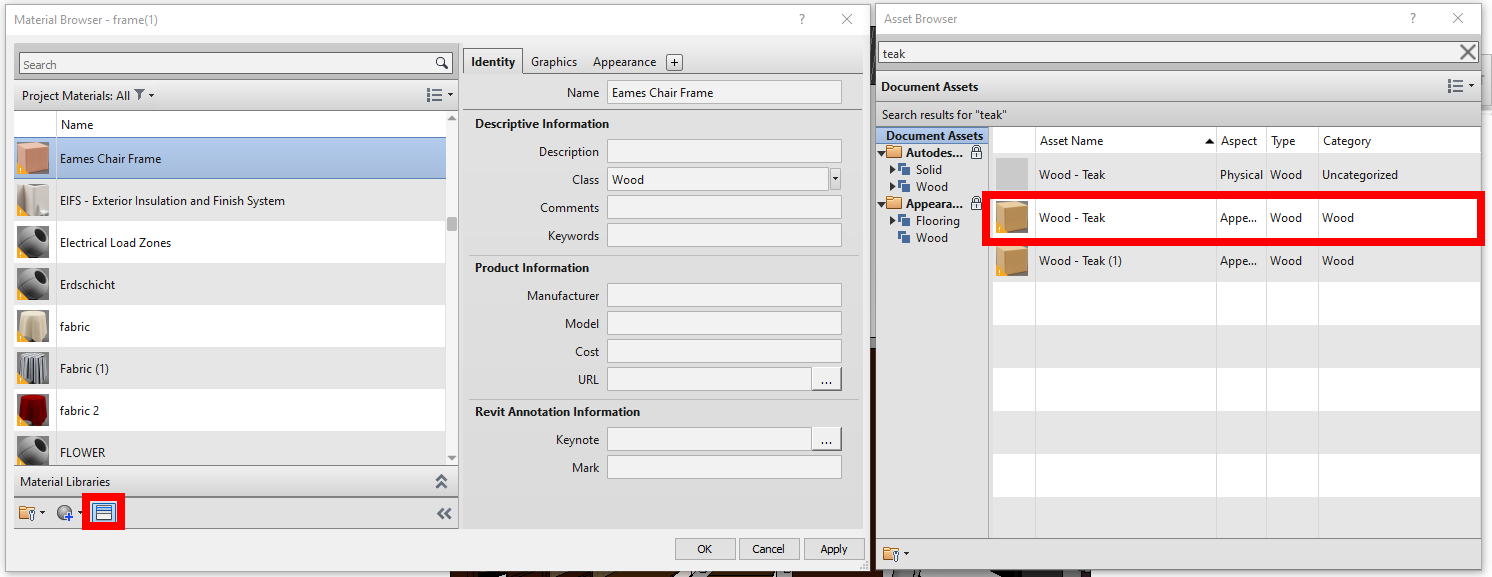 Material Browser - frame(1)
?
Search
Project Materials: All
Name
Eames Chair Frame
EIFS - Exterior Insulation and Finish System
Electrical Load Zones
Erdschicht
fabric
Fabric (1)
fabric 2
FLOWER
Material Libraries
Identity
Graphics
Appearance
+
Name
Eames Chair Frame
Descriptive Information
Description
Class
Wood
Comments
Keywords
Product Information
Manufacturer
Model
Cost
URL
...
Revit Annotation Information
Keynote
...
Mark
OK
Cancel
Apply
Asset Browser
?
teak
Document Assets
Search results for "teak"
Document Assets
Autodes...
Solid
Wood
Appeara...
Flooring
Wood
Asset Name Aspect Type Category
Wood - Teak Physical Wood Uncategorized
Wood - Teak Appe... Wood Wood
Wood - Teak (1) Appe... Wood Wood